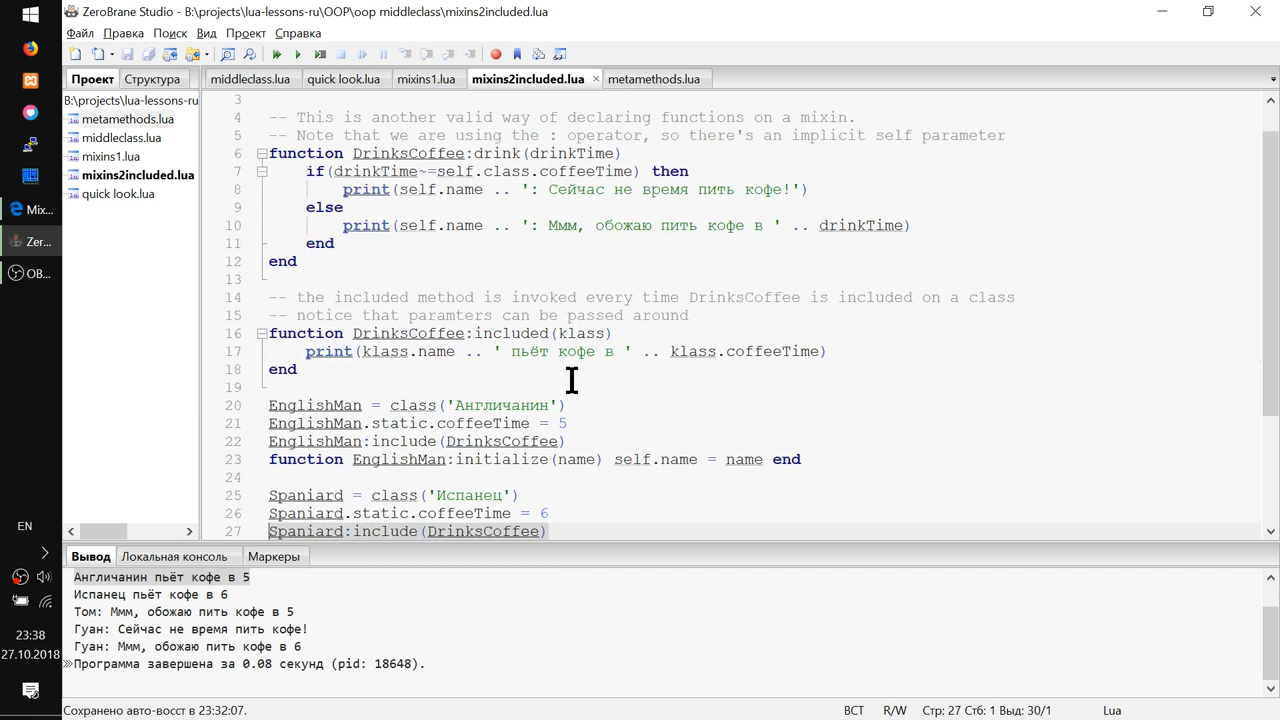 ZeroBrane Studio - B:\projects\lua-lessons-ru\OOP\oop middleclass\mixins2included.lua
Файл Правка Поиск Вид Проект Справка
Проект Структура
middleclass.lua quick look.lua mixins1.lua mixins2included.lua × metamethods.lua
B:\projects\lua-lessons-ru
metamethods.lua
middleclass.lua
mixins1.lua
mixins2included.lua
quick look.lua
Mix...
Zer...
OB...
EN
23:38
27.10.2018
3
4 -- This is another valid way of declaring functions on a mixin.
5 -- Note that we are using the : operator, so there's an implicit self parameter
6 function DrinksCoffee:drink(drinkTime)
7 if(drinkTime~=self.class.coffeeTime) then
8 print(self.name .. ': Сейчас не время пить кофе!')
9 else
10 print(self.name .. ': Ммм, обожаю пить кофе в ' .. drinkTime)
11 end
12 end
13
14 -- the included method is invoked every time DrinksCoffee is included on a class
15 -- notice that paramters can be passed around
16 function DrinksCoffee:included(klass)
17 print(klass.name .. ' пьёт кофе в ' .. klass.coffeeTime)
18 end
19
20 EnglishMan = class('Англичанин')
21 EnglishMan.static.coffeeTime = 5
22 EnglishMan:include(DrinksCoffee)
23 function EnglishMan:initialize(name) self.name = name end
24
25 Spaniard = class('Испанец')
26 Spaniard.static.coffeeTime = 6
27 Spaniard:include(DrinksCoffee)
Вывод Локальная консоль Маркеры
Англичанин пьёт кофе в 5
Испанец пьёт кофе в 6
Том: Ммм, обожаю пить кофе в 5
Гуан: Сейчас не время пить кофе!
Гуан: Ммм, обожаю пить кофе в 6
Программа завершена за 0.08 секунд (pid: 18648).
Сохранено авто-восст в 23:32:07.
ВСТ R/W Стр: 27 Стб: 1 Выд: 30/1 Lua